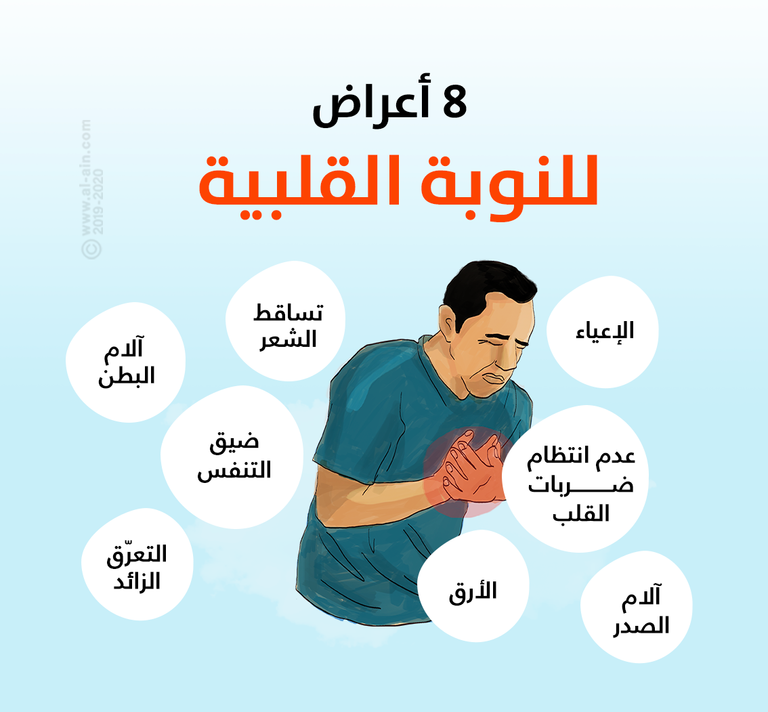 8 أعراض
للنوبة القلبية
© www.al-ain.com
2019-2020
الإعياء
تساقط
الشعر
آلام
البطن
ضيق
التنفس
عدم انتظام
ضـــــربات
القلب
التعرّق
الزائد
الأرق
آلام
الصدر